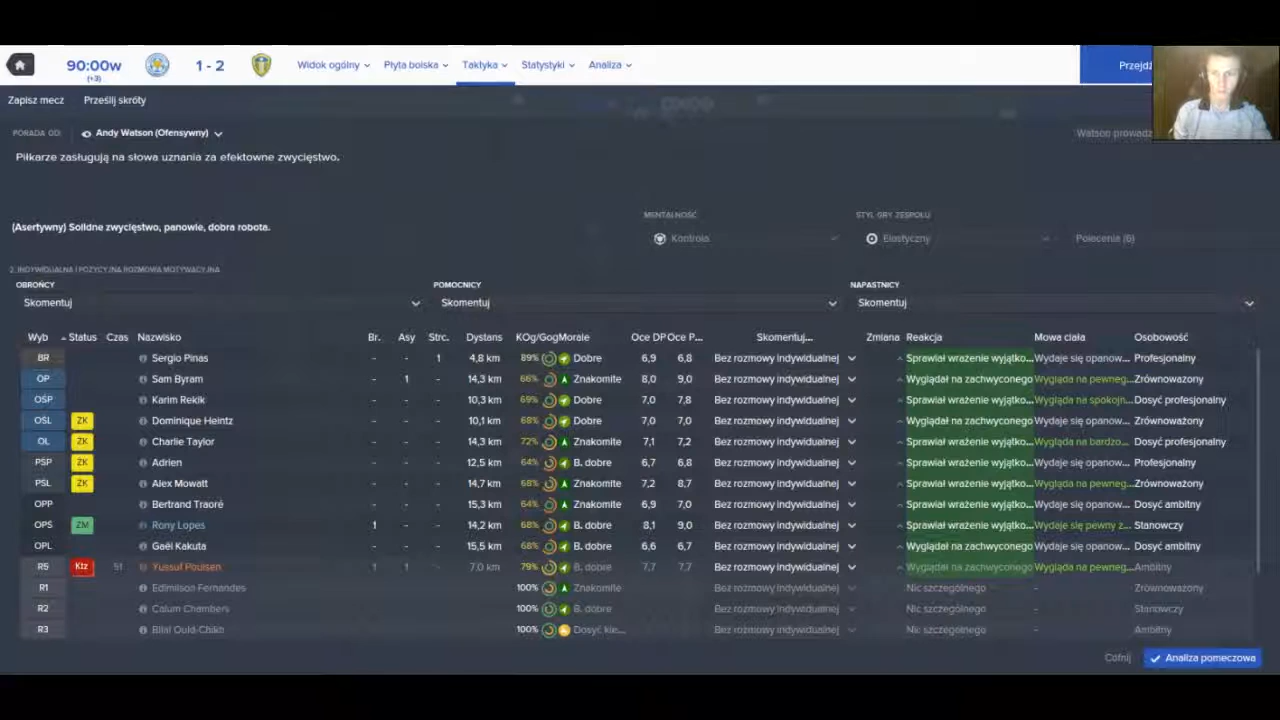 90:00w (+3) 1 - 2 Widok ogólny Płyta boiska Taktyka Statystyki Analiza Przejdź
Zapisz mecz Prześlij skróty
PORADA OD: Andy Watson (Ofensywny) Watson prowadz
Piłkarze zasługują na słowa uznania za efektowne zwycięstwo.
MENTALNOŚĆ STYL GRY ZESPOŁU
(Asertywny) Solidne zwycięstwo, panowie, dobra robota.
Kontrola Elastyczny Polecenia (6)
2. INDYWIDUALNA I POZYCYJNA ROZMOWA MOTYWACYJNA
OBROŃCY POMOCNICY NAPASTNICY
Skomentuj Skomentuj Skomentuj
Wyb Status Czas Nazwisko Br. Asy Strc. Dystans KOg/GogMorale Oce DP Oce P... Skomentuj... Zmiana Reakcja Mowa ciała Osobowość
BR Sergio Pinas - - 1 4,8 km 89% Dobre 6,9 6,8 Bez rozmowy indywidualnej Sprawiał wrażenie wyjątko... Wydaje się opanow... Profesjonalny
OP Sam Byram - 1 - 14,3 km 66% Znakomite 8,0 9,0 Bez rozmowy indywidualnej Wyglądał na zachwyconego Wygląda na pewneg... Zrównoważony
OŚP Karim Rekik - - - 10,3 km 69% Dobre 7,0 7,8 Bez rozmowy indywidualnej Sprawiał wrażenie wyjątko... Wygląda na spokojn... Dosyć profesjonalny
OŚL ŻK Dominique Heintz - - - 10,1 km 68% Dobre 7,0 7,0 Bez rozmowy indywidualnej Wyglądał na zachwyconego Wydaje się opanow... Zrównoważony
OL ŻK Charlie Taylor - - - 14,3 km 72% Znakomite 7,1 7,2 Bez rozmowy indywidualnej Sprawiał wrażenie wyjątko... Wygląda na bardzo... Dosyć profesjonalny
PŚP ŻK Adrien - - - 12,5 km 64% B. dobre 6,7 6,8 Bez rozmowy indywidualnej Sprawiał wrażenie wyjątko... Wydaje się opanow... Profesjonalny
PŚL ŻK Alex Mowatt - - - 14,7 km 68% Znakomite 7,2 8,7 Bez rozmowy indywidualnej Sprawiał wrażenie wyjątko... Wygląda na pewneg... Zrównoważony
OPP Bertrand Traoré - - - 15,3 km 64% Znakomite 6,9 7,0 Bez rozmowy indywidualnej Sprawiał wrażenie wyjątko... Wydaje się opanow... Dosyć ambitny
OPŚ ZM Rony Lopes 1 - - 14,2 km 68% B. dobre 8,1 9,0 Bez rozmowy indywidualnej Sprawiał wrażenie wyjątko... Wydaje się pewny z... Stanowczy
OPL Gaël Kakuta - - - 15,5 km 68% B. dobre 6,6 6,7 Bez rozmowy indywidualnej Wyglądał na zachwyconego Wydaje się opanow... Dosyć ambitny
R5 Ktz 51 Yussuf Poulsen 1 1 - 7,0 km 79% B. dobre 7,7 7,7 Bez rozmowy indywidualnej Wyglądał na zachwyconego Wygląda na pewneg... Ambitny
R1 Edimilson Fernandes 100% Znakomite Bez rozmowy indywidualnej Nic szczególnego - Zrównoważony
R2 Calum Chambers 100% B. dobre Bez rozmowy indywidualnej Nic szczególnego - Stanowczy
R3 Bilal Ould-Chikh 100% Dosyć kie... Bez rozmowy indywidualnej Nic szczególnego - Ambitny
Cofnij Analiza pomeczowa